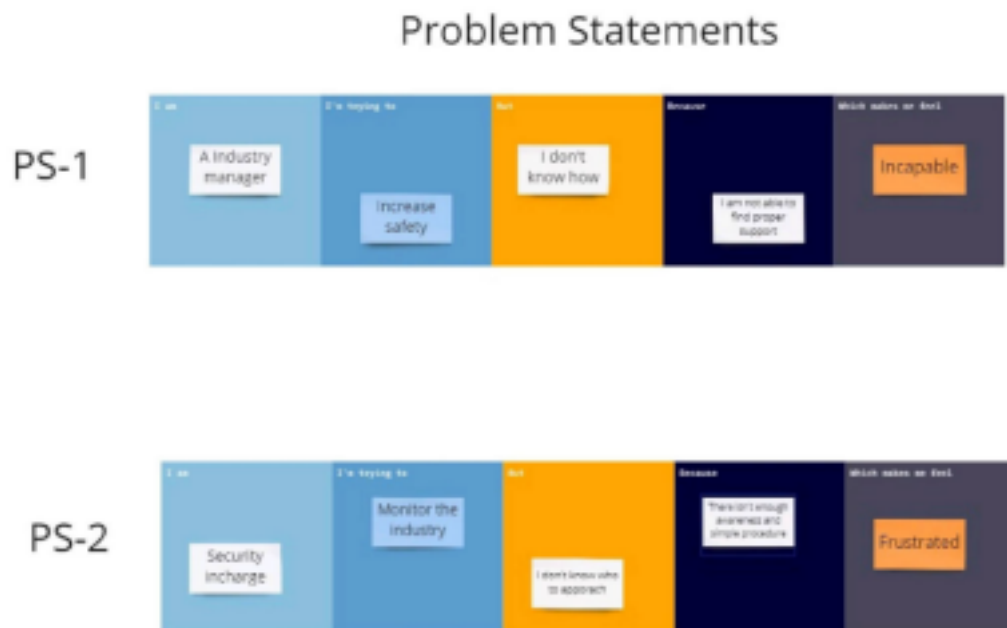 Problem Statements
PS-1
I am
I'm trying to
But
Because
Which makes me feel
A industry
manager
Increase
safety
I don't
know how
I am not able to
find proper
support
Incapable
PS-2
I am
I'm trying to
But
Because
Which makes me feel
Security
incharge
Monitor the
industry
I don't know who
to approach
There isn't enough
awareness and
simple procedure
Frustrated